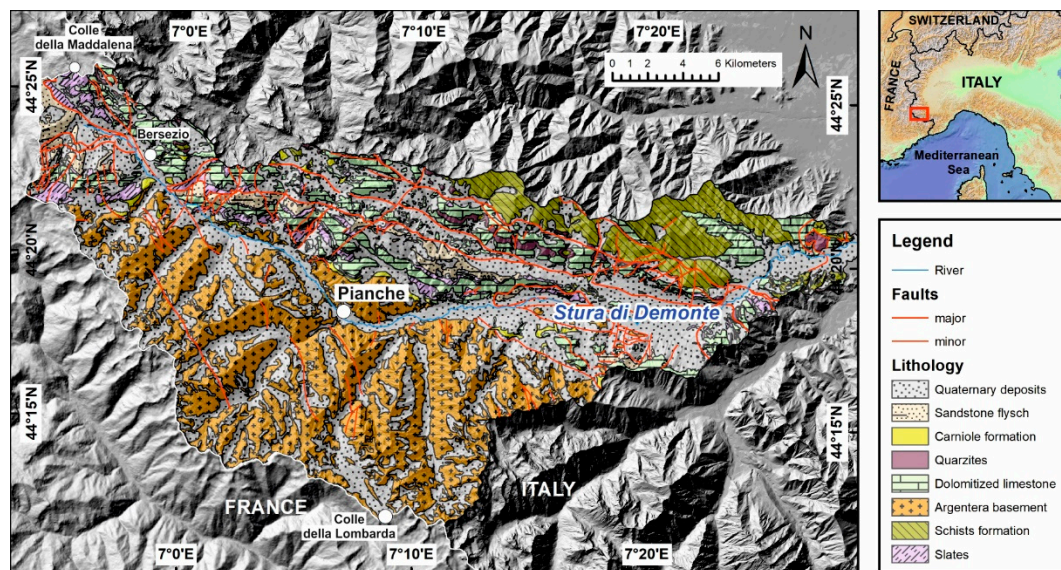 Colle
della Maddalena
7°0'E
7°10'E
7°20'E
N
0 2 4 6 Kilometers
44°25'N
44°25'N
Bersezio
44°20'N
20'N
Pianche
Stura di Demonte
44°15'N
44°15'N
FRANCE
ITALY
Colle
della Lombarda
7°0'E
7°10'E
7°20'E
SWITZERLAND
FRANCE
ITALY
Mediterranean
Sea
Legend
River
Faults
major
minor
Lithology
Quaternary deposits
Sandstone flysch
Carniole formation
Quarzites
Dolomitized limestone
Argentera basement
Schists formation
Slates